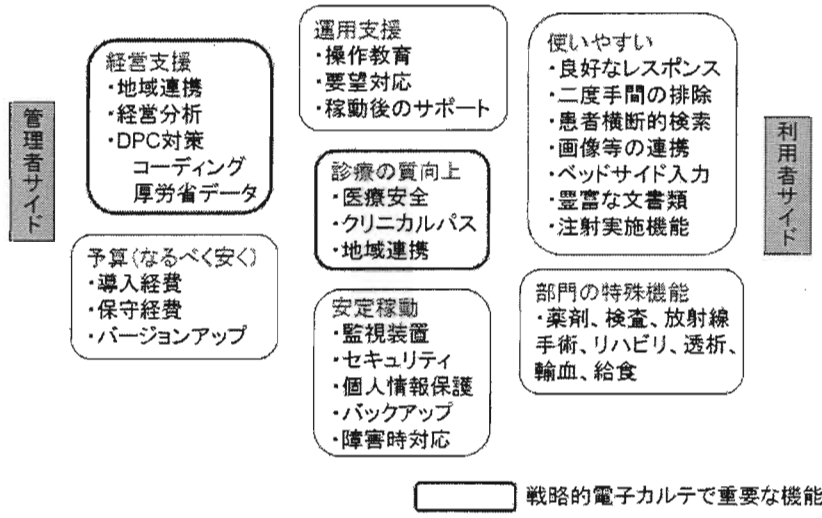 管理者サイド
経営支援
・地域連携
・経営分析
・DPC対策
コーディング
厚労省データ
予算(なるべく安く)
・導入経費
・保守経費
・バージョンアップ
運用支援
・操作教育
・要望対応
・稼動後のサポート
診療の質向上
・医療安全
・クリニカルパス
・地域連携
安定稼動
・監視装置
・セキュリティ
・個人情報保護
・バックアップ
・障害時対応
使いやすい
・良好なレスポンス
・二度手間の排除
・患者横断的検索
・画像等の連携
・ベッドサイド入力
・豊富な文書類
・注射実施機能
部門の特殊機能
・薬剤、検査、放射線
手術、リハビリ、透析、
輸血、給食
利用者サイド
戦略的電子カルテで重要な機能